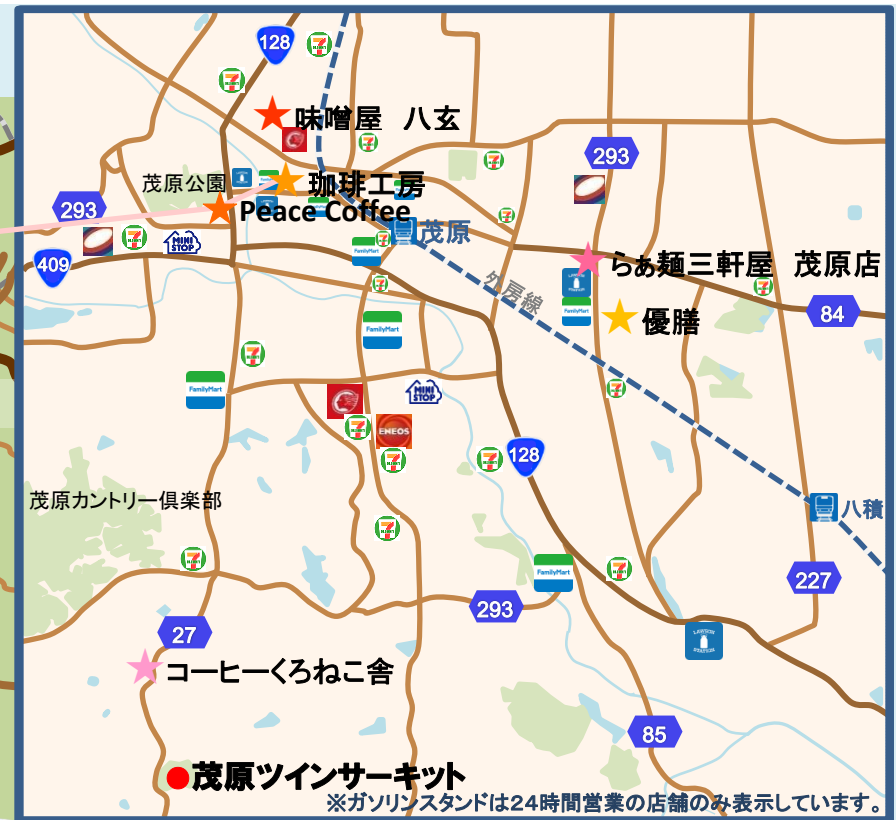 128
味噌屋 八玄
293
茂原公園
珈琲工房
293
Peace Coffee
茂原
MINI STOP
409
らぁ麺三軒屋 茂原店
外房線
84
優膳
FamilyMart
FamilyMart
MINI STOP
ENEOS
128
茂原カントリー倶楽部
八積
FamilyMart
227
293
27
LAWSON STATION
コーヒーくろねこ舎
85
茂原ツインサーキット
※ガソリンスタンドは24時間営業の店舗のみ表示しています。